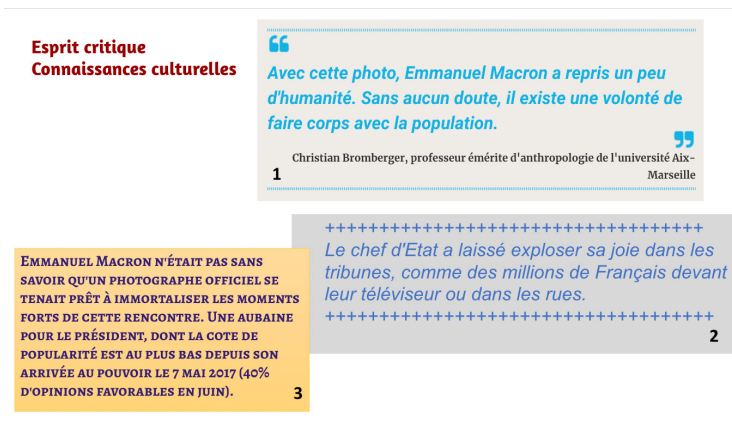 Esprit critique
Connaissances culturelles
“
Avec cette photo, Emmanuel Macron a repris un peu
d'humanité. Sans aucun doute, il existe une volonté de
faire corps avec la population.
”
Christian Bromberger, professeur émérite d'anthropologie de l'université Aix-
Marseille
1
+++++++++++++++++++++++++++++++++++
Le chef d'Etat a laissé exploser sa joie dans les
tribunes, comme des millions de Français devant
leur téléviseur ou dans les rues.
++++++++++++++++++++++++++++++++++++
2
EMMANUEL MACRON N'ÉTAIT PAS SANS
SAVOIR QU'UN PHOTOGRAPHE OFFICIEL SE
TENAIT PRÊT À IMMORTALISER LES MOMENTS
FORTS DE CETTE RENCONTRE. UNE AUBAINE
POUR LE PRÉSIDENT, DONT LA COTE DE
POPULARITÉ EST AU PLUS BAS DEPUIS SON
ARRIVÉE AU POUVOIR LE 7 MAI 2017 (40%
D'OPINIONS FAVORABLES EN JUIN).
3